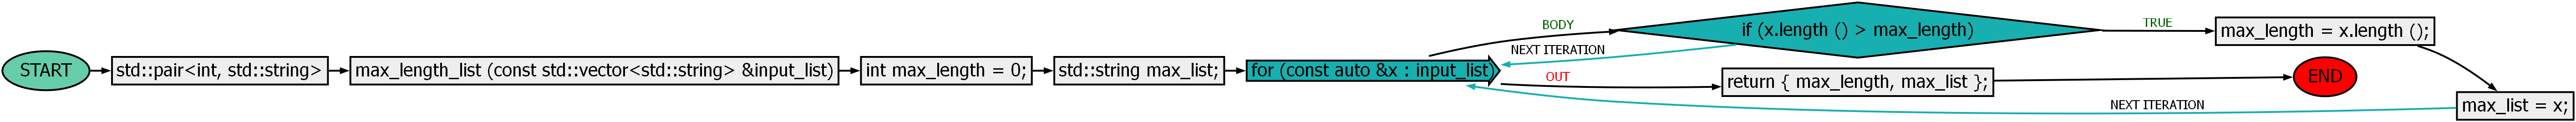 START
std::pair<int, std::string>
max_length_list (const std::vector<std::string> &input_list)
int max_length = 0;
std::string max_list;
for (const auto &x : input_list)
BODY
NEXT ITERATION
OUT
if (x.length () > max_length)
TRUE
max_length = x.length ();
return { max_length, max_list };
END
NEXT ITERATION
max_list = x;